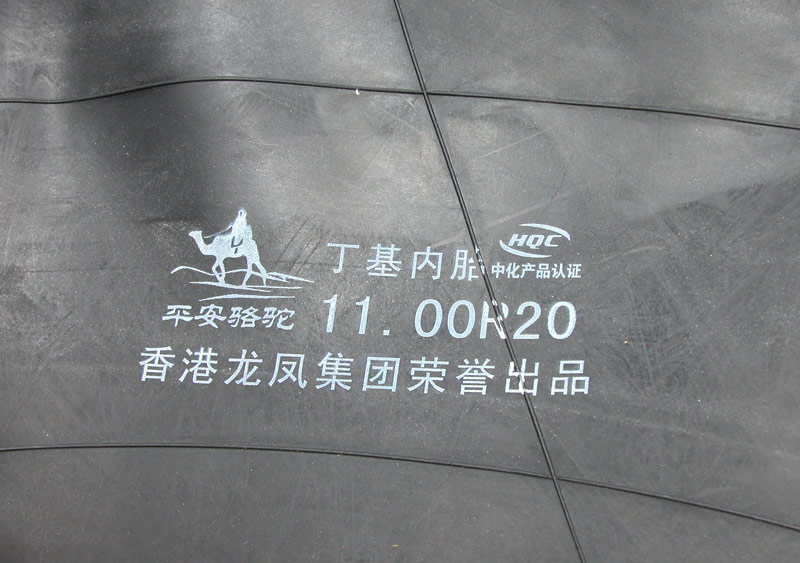 丁基内胎
HQC
中化产品认证
平安骆驼
11.00R20
香港龙凤集团荣誉出品